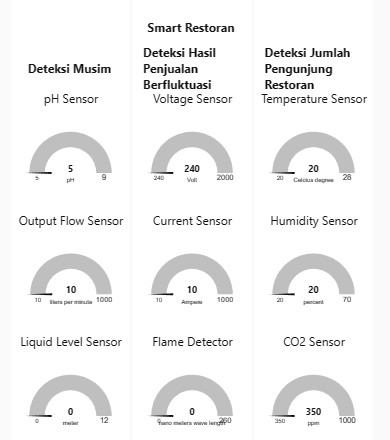 Smart Restoran
Deteksi Musim
Deteksi Hasil
Penjualan
Berfluktuasi
Deteksi Jumlah
Pengunjung
Restoran
pH Sensor
Voltage Sensor
Temperature Sensor
5
5
9
pH
240
240
2000
Volt
20
20
28
Celcius degree
Output Flow Sensor
Current Sensor
Humidity Sensor
10
10
1000
liters per minute
10
10
1000
Ampere
20
20
70
percent
Liquid Level Sensor
Flame Detector
CO2 Sensor
0
0
12
meter
0
0
260
nano meters wave length
350
350
1000
ppm